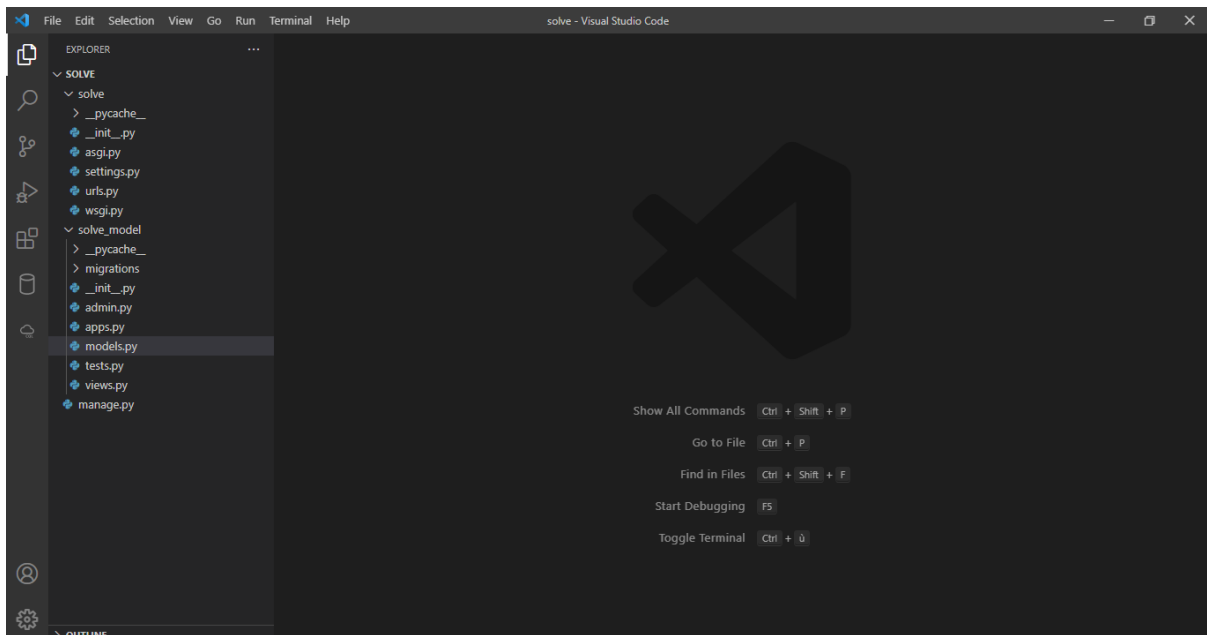 File Edit Selection View Go Run Terminal Help solve - Visual Studio Code
EXPLORER
SOLVE
solve
__pycache__
__init__.py
asgi.py
settings.py
urls.py
wsgi.py
solve_model
__pycache__
migrations
__init__.py
admin.py
apps.py
models.py
tests.py
views.py
manage.py
Show All Commands Ctrl + Shift + P
Go to File Ctrl + P
Find in Files Ctrl + Shift + F
Start Debugging F5
Toggle Terminal Ctrl + ù
OUTLINE